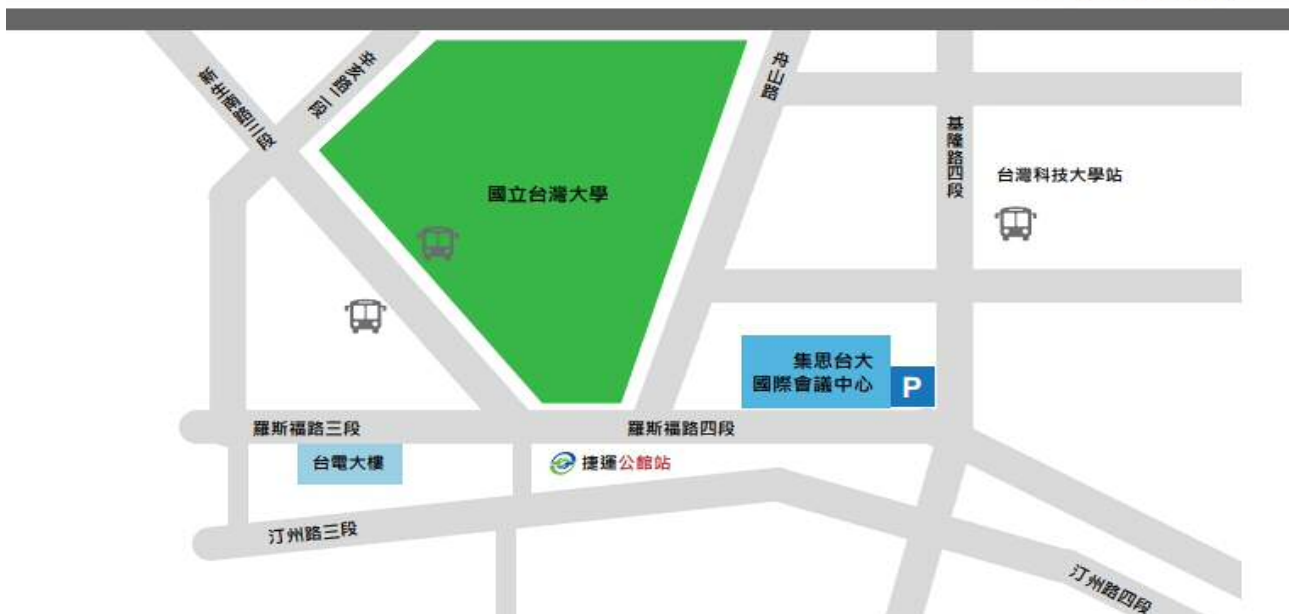 新生南路三段
辛亥路二段
舟山路
基隆路四段
台灣科技大學站
國立台灣大學
集思台大
國際會議中心
P
羅斯福路三段
羅斯福路四段
台電大樓
捷運公館站
汀州路三段
汀州路四段